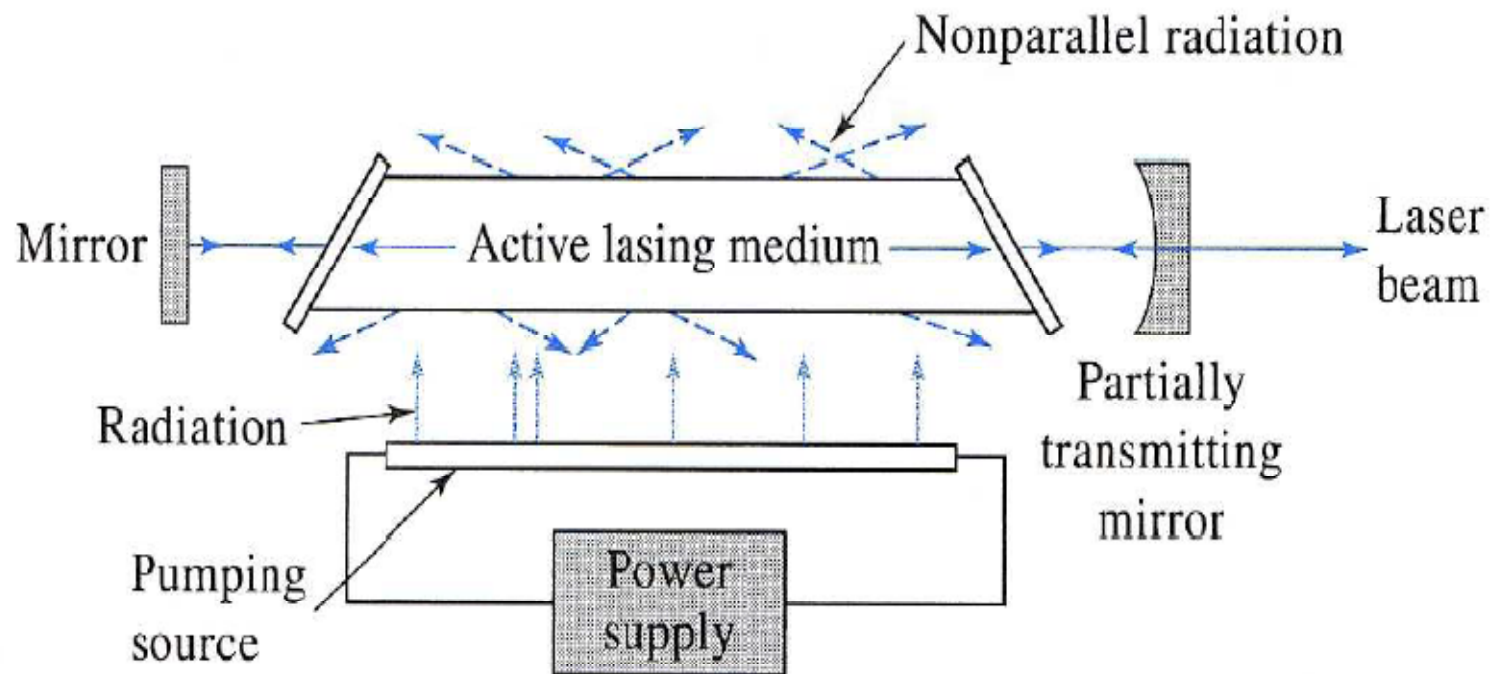 Nonparallel radiation
Mirror
Active lasing medium
Laser
beam
Radiation
Partially
transmitting
mirror
Pumping
source
Power
supply